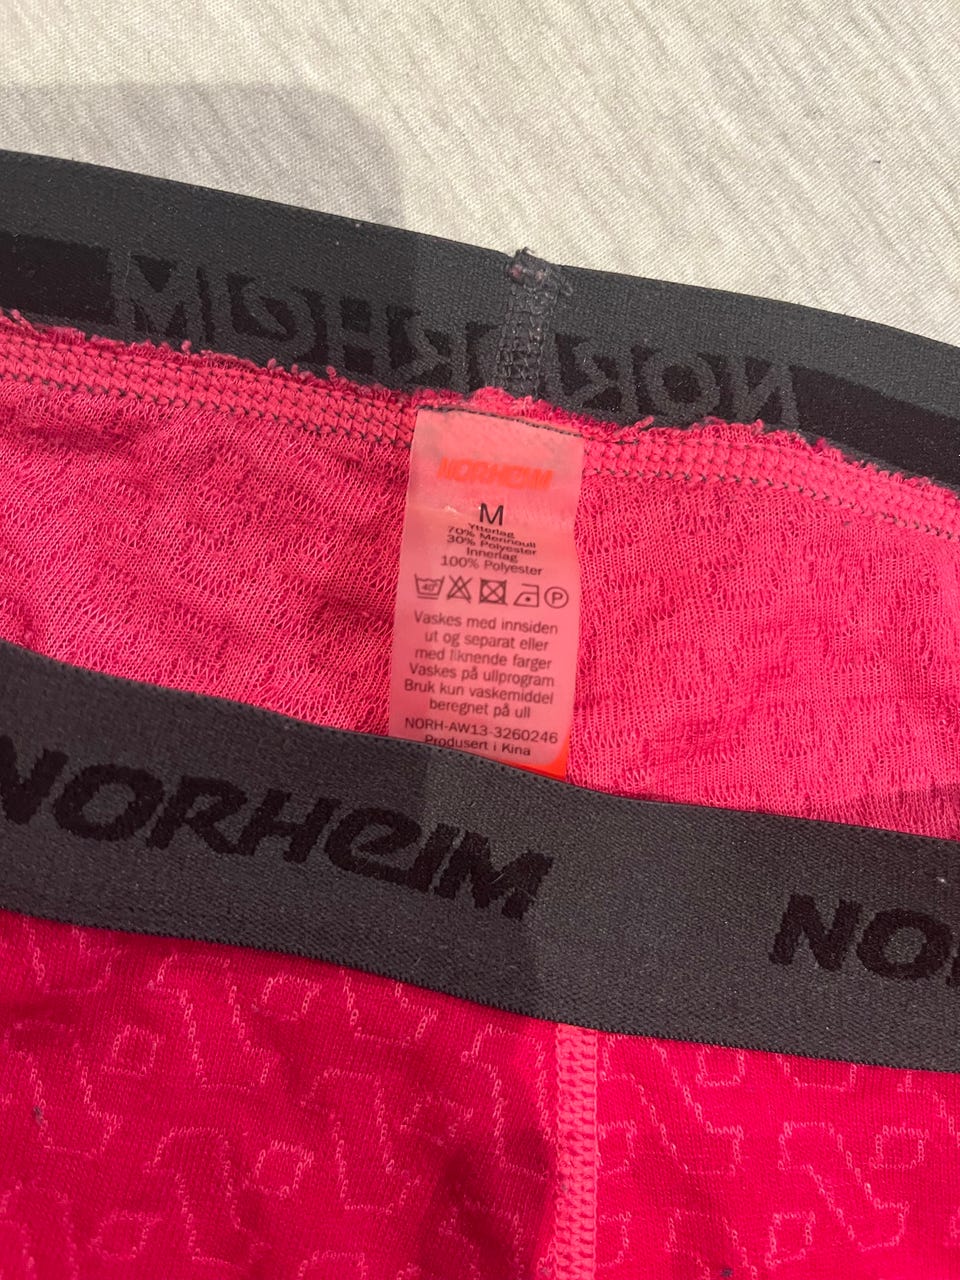 NORHEIM
NORHEIM
M
Ytterlag
70% Merinoull
30% Polyester
Innerlag
100% Polyester
40° P
Vaskes med innsiden
ut og separat eller
med liknende farger
Vaskes på ullprogram
Bruk kun vaskemiddel
beregnet på ull
NORH-AW13-3260246
Produsert i Kina
NORHEIM NOR